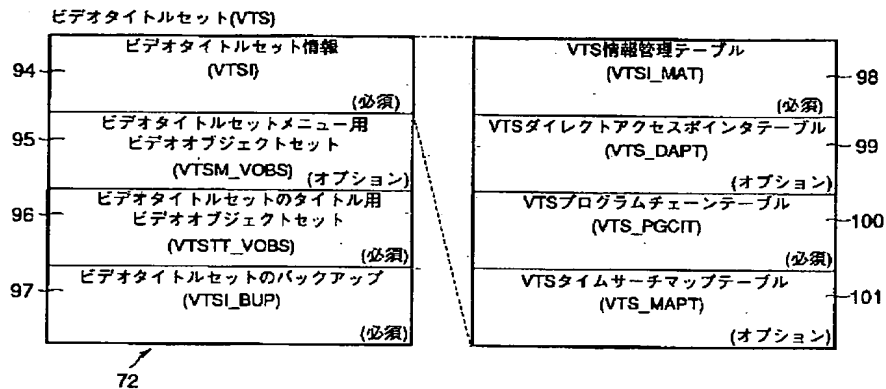 ビデオタイトルセット(VTS)
94
ビデオタイトルセット情報
(VTSI)
(必須)
95
ビデオタイトルセットメニュー用
ビデオオブジェクトセット
(VTSM_VOBS)
(オプション)
96
ビデオタイトルセットのタイトル用
ビデオオブジェクトセット
(VTSTT_VOBS)
(必須)
97
ビデオタイトルセットのバックアップ
(VTSI_BUP)
(必須)
72
VTS情報管理テーブル
(VTSI_MAT)
(必須)
98
VTSダイレクトアクセスポインタテーブル
(VTS_DAPT)
(オプション)
99
VTSプログラムチェーンテーブル
(VTS_PGCIT)
(必須)
100
VTSタイムサーチマップテーブル
(VTS_MAPT)
(オプション)
101